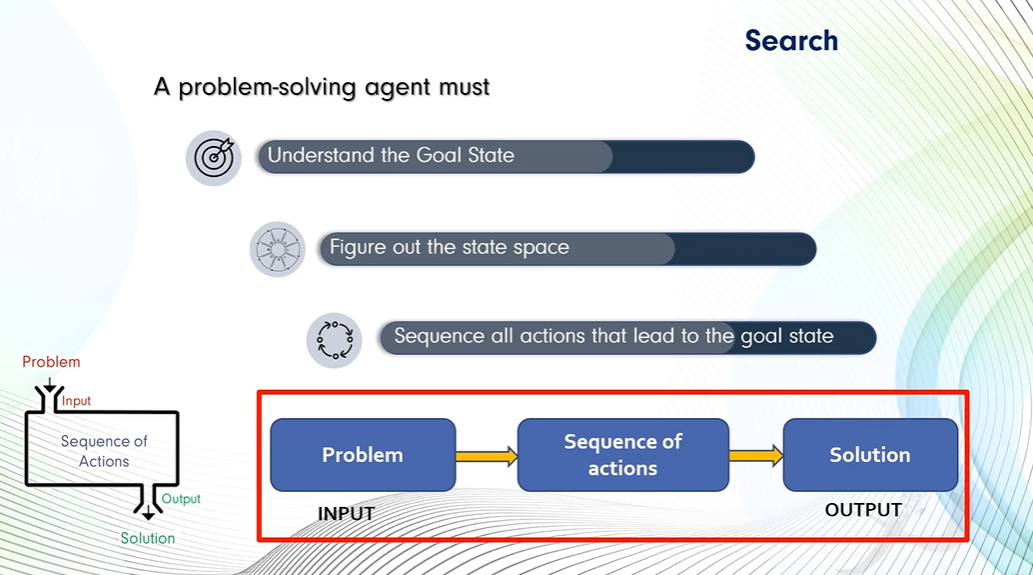 Search
A problem-solving agent must
Understand the Goal State
Figure out the state space
Sequence all actions that lead to the goal state
Problem
Input
Sequence of
Actions
Output
Solution
Problem
Sequence of
actions
Solution
INPUT
OUTPUT